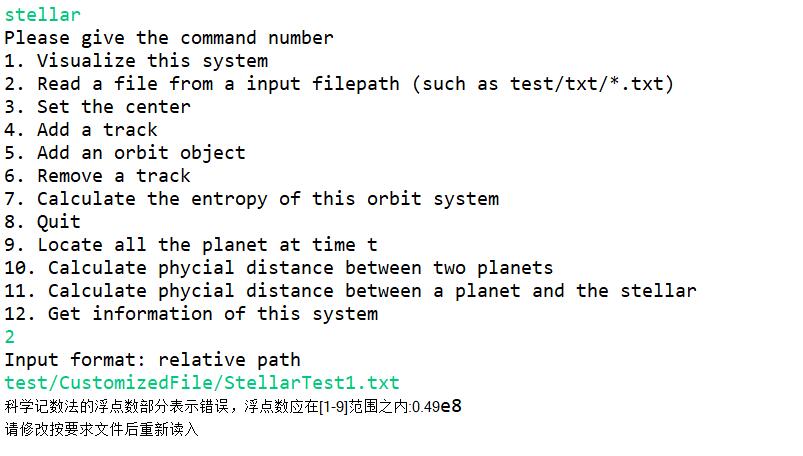 stellar
Please give the command number
1. Visualize this system
2. Read a file from a input filepath (such as test/txt/*.txt)
3. Set the center
4. Add a track
5. Add an orbit object
6. Remove a track
7. Calculate the entropy of this orbit system
8. Quit
9. Locate all the planet at time t
10. Calculate phycial distance between two planets
11. Calculate phycial distance between a planet and the stellar
12. Get information of this system
2
Input format: relative path
test/CustomizedFile/StellarTest1.txt
科学记数法的浮点数部分表示错误，浮点数应在[1-9]范围之内:0.49e8
请修改按要求文件后重新读入